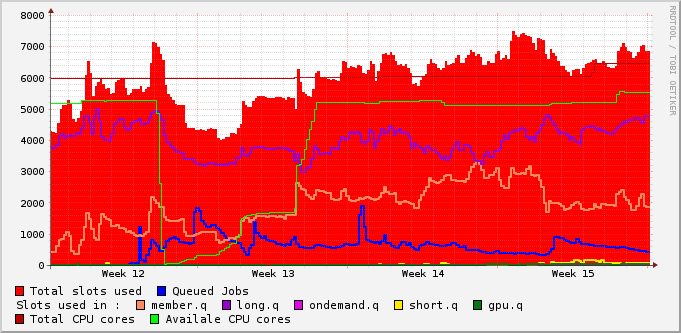 8000
7000
6000
5000
4000
3000
2000
1000
0
Week 12 Week 13 Week 14 Week 15
Total slots used Queued Jobs
Slots used in : member.q long.q ondemand.q short.q gpu.q
Total CPU cores Availale CPU cores
RRDTOOL / TOBI OETIKER